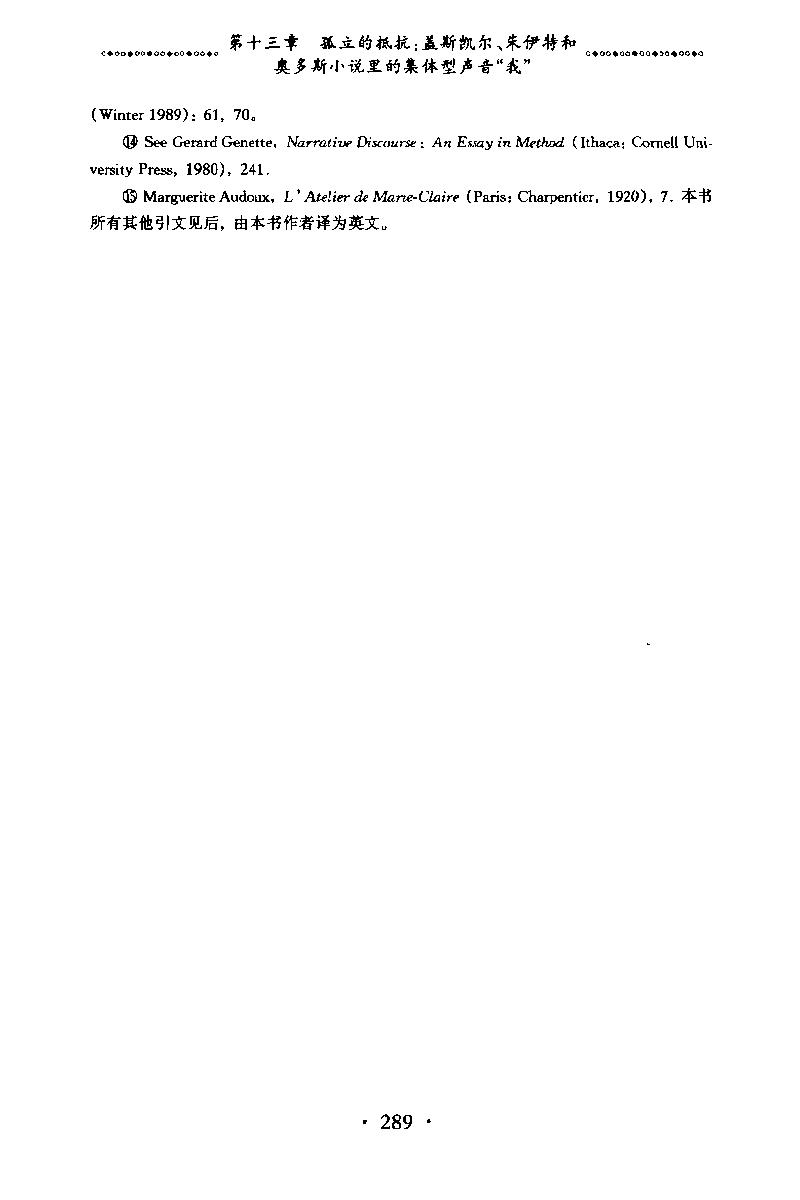 第十三章　孤立的抵抗:盖斯凯尔、朱伊特和
奥多斯小说里的集体型声音“我”
(Winter 1989): 61, 70。
⑭ See Gerard Genette, Narrative Discourse: An Essay in Method (Ithaca: Cornell Uni-
versity Press, 1980), 241.
⑮ Marguerite Audoux, L'Atelier de Marie-Claire (Paris: Charpentier, 1920), 7. 本书
所有其他引文见后，由本书作者译为英文。
· 289 ·